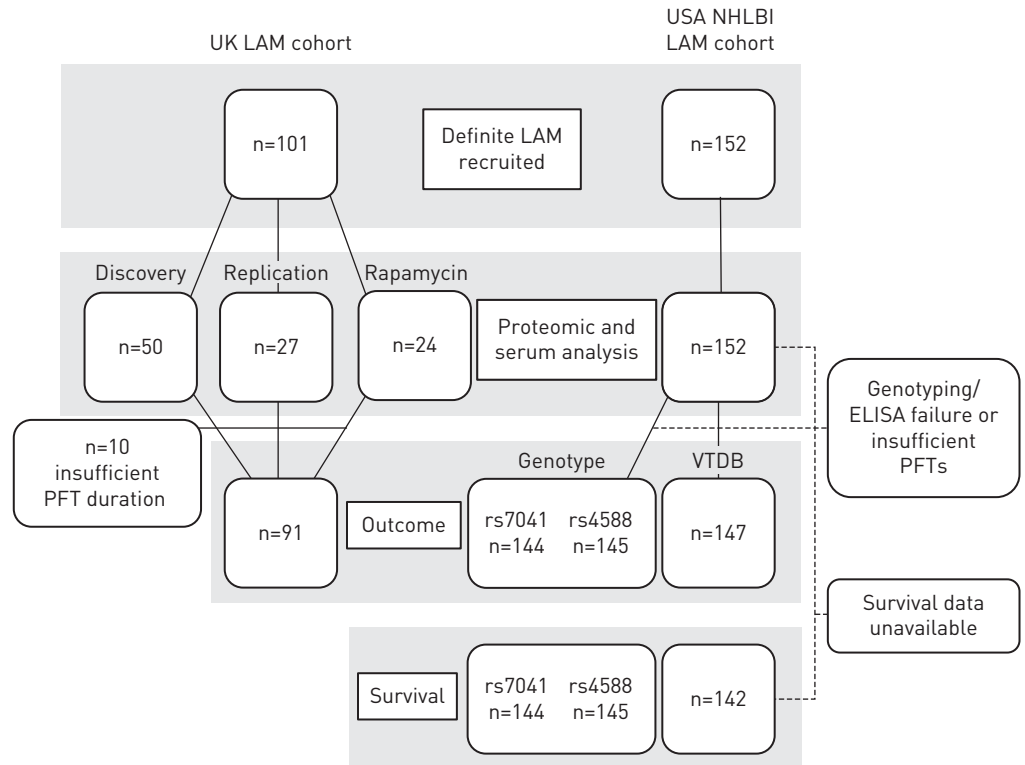 UK LAM cohort
USA NHLBI
LAM cohort
n=101
Definite LAM
recruited
n=152
Discovery
Replication
Rapamycin
n=50
n=27
n=24
Proteomic and
serum analysis
n=152
Genotyping/
ELISA failure or
insufficient
PFTs
n=10
insufficient
PFT duration
Genotype
VTDB
n=91
Outcome
rs7041 rs4588
n=144 n=145
n=147
Survival data
unavailable
Survival
rs7041 rs4588
n=144 n=145
n=142